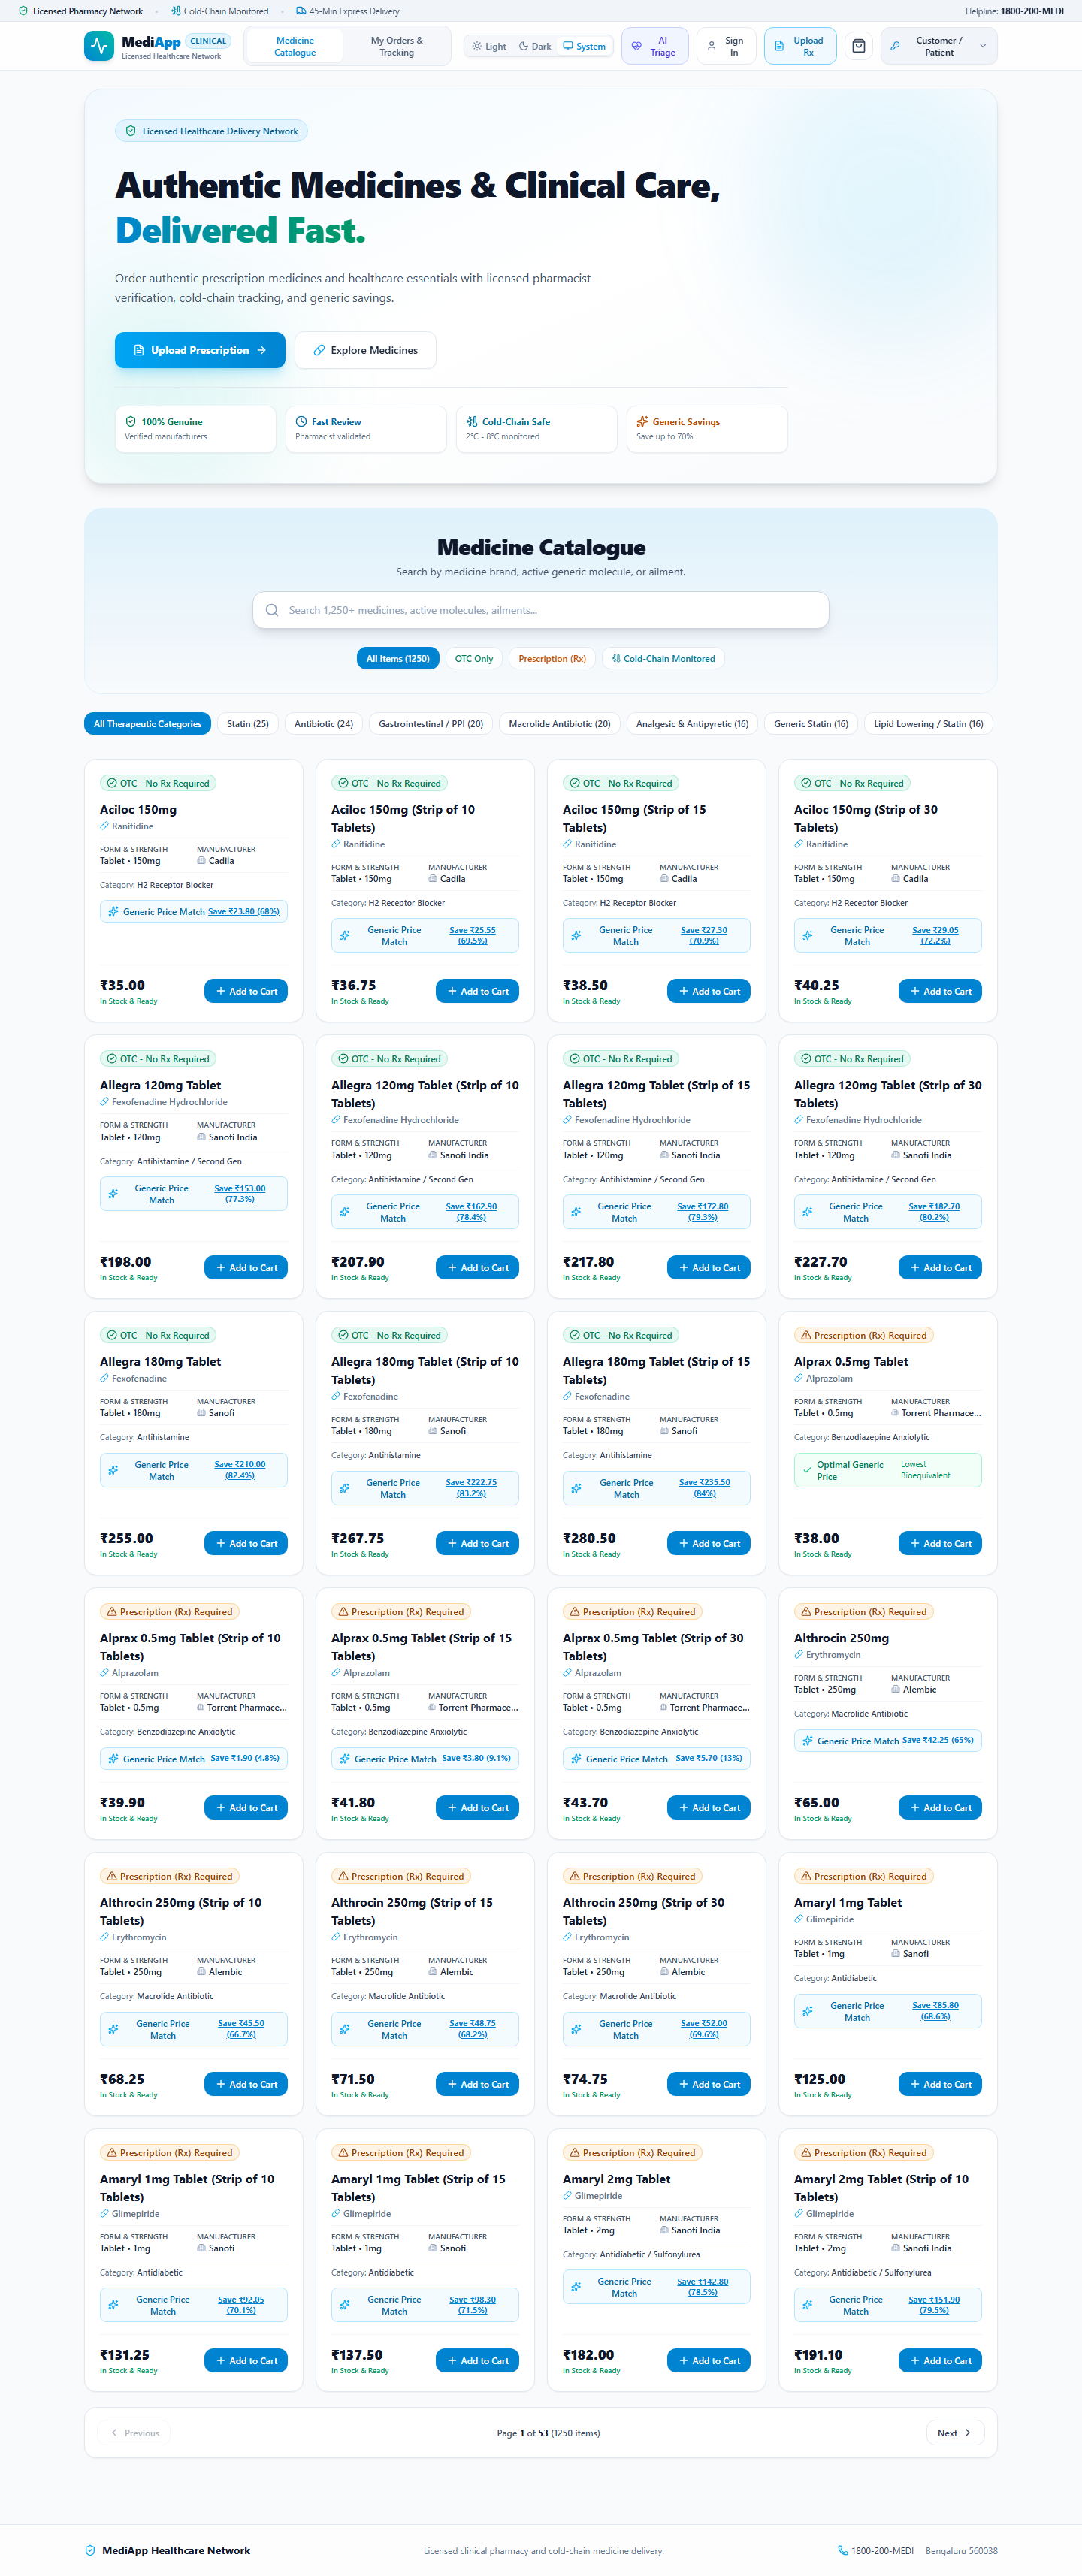 Licensed Pharmacy Network • Cold-Chain Monitored • 45-Min Express Delivery Helpline: 1800-200-MEDI
MediApp CLINICAL
Licensed Healthcare Network
Medicine Catalogue
My Orders & Tracking
Light Dark System
AI Triage
Sign In
Upload Rx
Customer / Patient
Licensed Healthcare Delivery Network
Authentic Medicines & Clinical Care,
Delivered Fast.
Order authentic prescription medicines and healthcare essentials with licensed pharmacist
verification, cold-chain tracking, and generic savings.
Upload Prescription
Explore Medicines
100% Genuine
Verified manufacturers
Fast Review
Pharmacist validated
Cold-Chain Safe
2°C - 8°C monitored
Generic Savings
Save up to 70%
Medicine Catalogue
Search by medicine brand, active generic molecule, or ailment.
Search 1,250+ medicines, active molecules, ailments...
All Items (1250) OTC Only Prescription (Rx) Cold-Chain Monitored
All Therapeutic Categories Statin (25) Antibiotic (24) Gastrointestinal / PPI (20) Macrolide Antibiotic (20) Analgesic & Antipyretic (16) Generic Statin (16) Lipid Lowering / Statin (16)
OTC - No Rx Required
Aciloc 150mg
Ranitidine
FORM & STRENGTH MANUFACTURER
Tablet • 150mg Cadila
Category: H2 Receptor Blocker
Generic Price Match Save ₹23.80 (68%)
₹35.00
In Stock & Ready
Add to Cart
OTC - No Rx Required
Aciloc 150mg (Strip of 10
Tablets)
Ranitidine
FORM & STRENGTH MANUFACTURER
Tablet • 150mg Cadila
Category: H2 Receptor Blocker
Generic Price Match Save ₹25.55 (69.5%)
₹36.75
In Stock & Ready
Add to Cart
OTC - No Rx Required
Aciloc 150mg (Strip of 15
Tablets)
Ranitidine
FORM & STRENGTH MANUFACTURER
Tablet • 150mg Cadila
Category: H2 Receptor Blocker
Generic Price Match Save ₹27.30 (70.9%)
₹38.50
In Stock & Ready
Add to Cart
OTC - No Rx Required
Aciloc 150mg (Strip of 30
Tablets)
Ranitidine
FORM & STRENGTH MANUFACTURER
Tablet • 150mg Cadila
Category: H2 Receptor Blocker
Generic Price Match Save ₹29.05 (72.2%)
₹40.25
In Stock & Ready
Add to Cart
OTC - No Rx Required
Allegra 120mg Tablet
Fexofenadine Hydrochloride
FORM & STRENGTH MANUFACTURER
Tablet • 120mg Sanofi India
Category: Antihistamine / Second Gen
Generic Price Match Save ₹153.00 (77.3%)
₹198.00
In Stock & Ready
Add to Cart
OTC - No Rx Required
Allegra 120mg Tablet (Strip of 10
Tablets)
Fexofenadine Hydrochloride
FORM & STRENGTH MANUFACTURER
Tablet • 120mg Sanofi India
Category: Antihistamine / Second Gen
Generic Price Match Save ₹162.90 (78.4%)
₹207.90
In Stock & Ready
Add to Cart
OTC - No Rx Required
Allegra 120mg Tablet (Strip of 15
Tablets)
Fexofenadine Hydrochloride
FORM & STRENGTH MANUFACTURER
Tablet • 120mg Sanofi India
Category: Antihistamine / Second Gen
Generic Price Match Save ₹172.80 (79.3%)
₹217.80
In Stock & Ready
Add to Cart
OTC - No Rx Required
Allegra 120mg Tablet (Strip of 30
Tablets)
Fexofenadine Hydrochloride
FORM & STRENGTH MANUFACTURER
Tablet • 120mg Sanofi India
Category: Antihistamine / Second Gen
Generic Price Match Save ₹182.70 (80.2%)
₹227.70
In Stock & Ready
Add to Cart
OTC - No Rx Required
Allegra 180mg Tablet
Fexofenadine
FORM & STRENGTH MANUFACTURER
Tablet • 180mg Sanofi
Category: Antihistamine
Generic Price Match Save ₹210.00 (82.4%)
₹255.00
In Stock & Ready
Add to Cart
OTC - No Rx Required
Allegra 180mg Tablet (Strip of 10
Tablets)
Fexofenadine
FORM & STRENGTH MANUFACTURER
Tablet • 180mg Sanofi
Category: Antihistamine
Generic Price Match Save ₹222.75 (83.2%)
₹267.75
In Stock & Ready
Add to Cart
OTC - No Rx Required
Allegra 180mg Tablet (Strip of 15
Tablets)
Fexofenadine
FORM & STRENGTH MANUFACTURER
Tablet • 180mg Sanofi
Category: Antihistamine
Generic Price Match Save ₹235.50 (84%)
₹280.50
In Stock & Ready
Add to Cart
Prescription (Rx) Required
Alprax 0.5mg Tablet
Alprazolam
FORM & STRENGTH MANUFACTURER
Tablet • 0.5mg Torrent Pharmace...
Category: Benzodiazepine Anxiolytic
Optimal Generic Price Lowest Bioequivalent
₹38.00
In Stock & Ready
Add to Cart
Prescription (Rx) Required
Alprax 0.5mg Tablet (Strip of 10
Tablets)
Alprazolam
FORM & STRENGTH MANUFACTURER
Tablet • 0.5mg Torrent Pharmace...
Category: Benzodiazepine Anxiolytic
Generic Price Match Save ₹1.90 (4.8%)
₹39.90
In Stock & Ready
Add to Cart
Prescription (Rx) Required
Alprax 0.5mg Tablet (Strip of 15
Tablets)
Alprazolam
FORM & STRENGTH MANUFACTURER
Tablet • 0.5mg Torrent Pharmace...
Category: Benzodiazepine Anxiolytic
Generic Price Match Save ₹3.80 (9.1%)
₹41.80
In Stock & Ready
Add to Cart
Prescription (Rx) Required
Alprax 0.5mg Tablet (Strip of 30
Tablets)
Alprazolam
FORM & STRENGTH MANUFACTURER
Tablet • 0.5mg Torrent Pharmace...
Category: Benzodiazepine Anxiolytic
Generic Price Match Save ₹5.70 (13%)
₹43.70
In Stock & Ready
Add to Cart
Prescription (Rx) Required
Althrocin 250mg
Erythromycin
FORM & STRENGTH MANUFACTURER
Tablet • 250mg Alembic
Category: Macrolide Antibiotic
Generic Price Match Save ₹42.25 (65%)
₹65.00
In Stock & Ready
Add to Cart
Prescription (Rx) Required
Althrocin 250mg (Strip of 10
Tablets)
Erythromycin
FORM & STRENGTH MANUFACTURER
Tablet • 250mg Alembic
Category: Macrolide Antibiotic
Generic Price Match Save ₹45.50 (66.7%)
₹68.25
In Stock & Ready
Add to Cart
Prescription (Rx) Required
Althrocin 250mg (Strip of 15
Tablets)
Erythromycin
FORM & STRENGTH MANUFACTURER
Tablet • 250mg Alembic
Category: Macrolide Antibiotic
Generic Price Match Save ₹48.75 (68.2%)
₹71.50
In Stock & Ready
Add to Cart
Prescription (Rx) Required
Althrocin 250mg (Strip of 30
Tablets)
Erythromycin
FORM & STRENGTH MANUFACTURER
Tablet • 250mg Alembic
Category: Macrolide Antibiotic
Generic Price Match Save ₹52.00 (69.6%)
₹74.75
In Stock & Ready
Add to Cart
Prescription (Rx) Required
Amaryl 1mg Tablet
Glimepiride
FORM & STRENGTH MANUFACTURER
Tablet • 1mg Sanofi
Category: Antidiabetic
Generic Price Match Save ₹85.80 (68.6%)
₹125.00
In Stock & Ready
Add to Cart
Prescription (Rx) Required
Amaryl 1mg Tablet (Strip of 10
Tablets)
Glimepiride
FORM & STRENGTH MANUFACTURER
Tablet • 1mg Sanofi
Category: Antidiabetic
Generic Price Match Save ₹92.05 (70.1%)
₹131.25
In Stock & Ready
Add to Cart
Prescription (Rx) Required
Amaryl 1mg Tablet (Strip of 15
Tablets)
Glimepiride
FORM & STRENGTH MANUFACTURER
Tablet • 1mg Sanofi
Category: Antidiabetic
Generic Price Match Save ₹98.30 (71.5%)
₹137.50
In Stock & Ready
Add to Cart
Prescription (Rx) Required
Amaryl 2mg Tablet
Glimepiride
FORM & STRENGTH MANUFACTURER
Tablet • 2mg Sanofi India
Category: Antidiabetic / Sulfonylurea
Generic Price Match Save ₹142.80 (78.5%)
₹182.00
In Stock & Ready
Add to Cart
Prescription (Rx) Required
Amaryl 2mg Tablet (Strip of 10
Tablets)
Glimepiride
FORM & STRENGTH MANUFACTURER
Tablet • 2mg Sanofi India
Category: Antidiabetic / Sulfonylurea
Generic Price Match Save ₹151.90 (79.5%)
₹191.10
In Stock & Ready
Add to Cart
Previous Page 1 of 53 (1250 items) Next
MediApp Healthcare Network Licensed clinical pharmacy and cold-chain medicine delivery. 1800-200-MEDI Bengaluru 560038